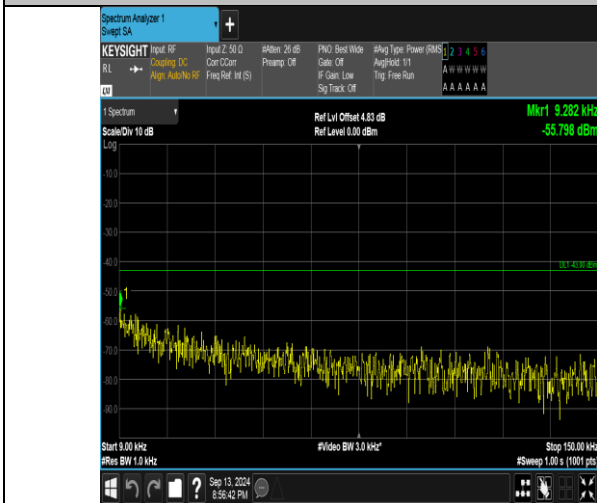 Spectrum Analyzer 1
Swept SA
+
KEYSIGHT
RL
Input: RF
Coupling: DC
Align: Auto/No RF
Input Z: 50 Ω
Corr CCorr
Freq Ref: Int (S)
#Atten: 26 dB
Preamp: Off
PNO: Best Wide
Gate: Off
IF Gain: Low
Sig Track: Off
#Avg Type: Power (RMS
Avg|Hold: 1/1
Trig: Free Run
1 2 3 4 5 6
A W W W W W
A A A A A A
1 Spectrum
Scale/Div 10 dB
Ref Lvl Offset 4.83 dB
Ref Level 0.00 dBm
Mkr1 9.282 kHz
-55.798 dBm
Log
-10.0
-20.0
-30.0
-40.0
DL1 -43.00 dBm
-50.0
1
-60.0
-70.0
-80.0
-90.0
Start 9.00 kHz
#Res BW 1.0 kHz
#Video BW 3.0 kHz*
Stop 150.00 kHz
#Sweep 1.00 s (1001 pts)
?
Sep 13, 2024
8:56:42 PM